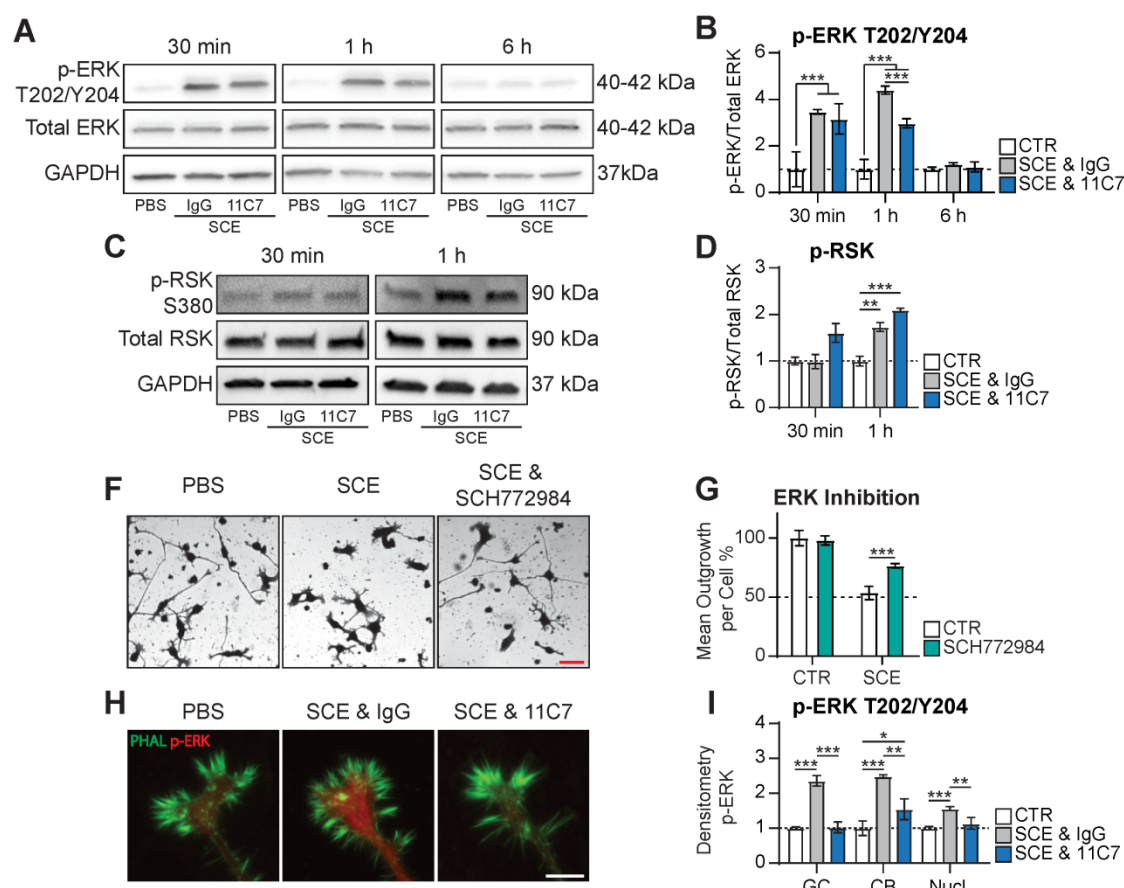 A
30 min
1 h
6 h
p-ERK
T202/Y204
40-42 kDa
Total ERK
40-42 kDa
GAPDH
37kDa
PBS IgG 11C7 PBS IgG 11C7 PBS IgG 11C7
SCE SCE SCE
B
p-ERK T202/Y204
p-ERK/Total ERK
6
4
2
0
*** *** ***
30 min 1 h 6 h
CTR
SCE & IgG
SCE & 11C7
C
30 min
1 h
p-RSK
S380
90 kDa
Total RSK
90 kDa
GAPDH
37 kDa
PBS IgG 11C7 PBS IgG 11C7
SCE SCE
D
p-RSK
p-RSK/Total RSK
3
2
1
0
***
**
30 min 1 h
CTR
SCE & IgG
SCE & 11C7
F
PBS
SCE
SCE &
SCH772984
G
ERK Inhibition
Mean Outgrowth
per Cell %
100
50
0
***
CTR SCE
CTR
SCH772984
H
PBS
SCE & IgG
SCE & 11C7
PHAL p-ERK
I
p-ERK T202/Y204
Densitometry
p-ERK
4
3
2
1
0
*** *** *** * ** *** **
GC CB Nucl
CTR
SCE & IgG
SCE & 11C7